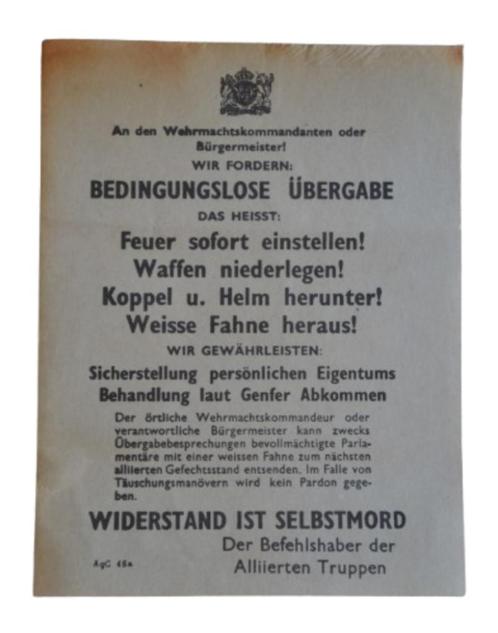 An den Wehrmachtskommandanten oder
Bürgermeister!
WIR FORDERN:
BEDINGUNGSLOSE ÜBERGABE
DAS HEISST:
Feuer sofort einstellen!
Waffen niederlegen!
Koppel u. Helm herunter!
Weisse Fahne heraus!
WIR GEWÄHRLEISTEN:
Sicherstellung persönlichen Eigentums
Behandlung laut Genfer Abkommen
Der örtliche Wehrmachtskommandeur oder
verantwortliche Bürgermeister kann zwecks
Übergabebesprechungen bevollmächtigte Parla-
mentäre mit einer weissen Fahne zum nächsten
alliierten Gefechtsstand entsenden. Im Falle von
Täuschungsmanövern wird kein Pardon gege-
ben.
WIDERSTAND IST SELBSTMORD
Der Befehlshaber der
AgC 48a Alliierten Truppen